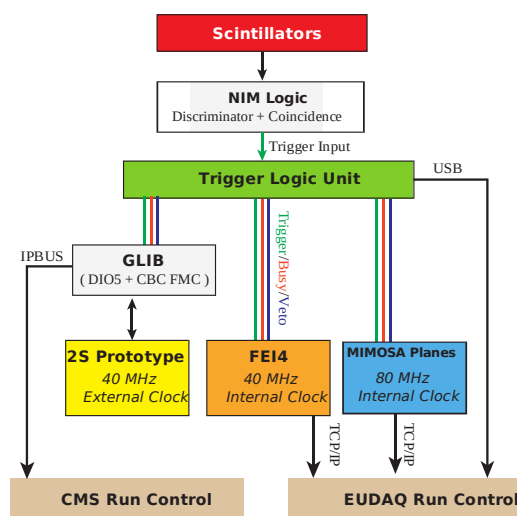 Scintillators
NIM Logic
Discriminator + Coincidence
Trigger Input
Trigger Logic Unit
USB
IPBUS
GLIB
( DIO5 + CBC FMC )
Trigger/Busy/Veto
2S Prototype
40 MHz
External Clock
FEI4
40 MHz
Internal Clock
MIMOSA Planes
80 MHz
Internal Clock
TCP/IP
TCP/IP
CMS Run Control
EUDAQ Run Control